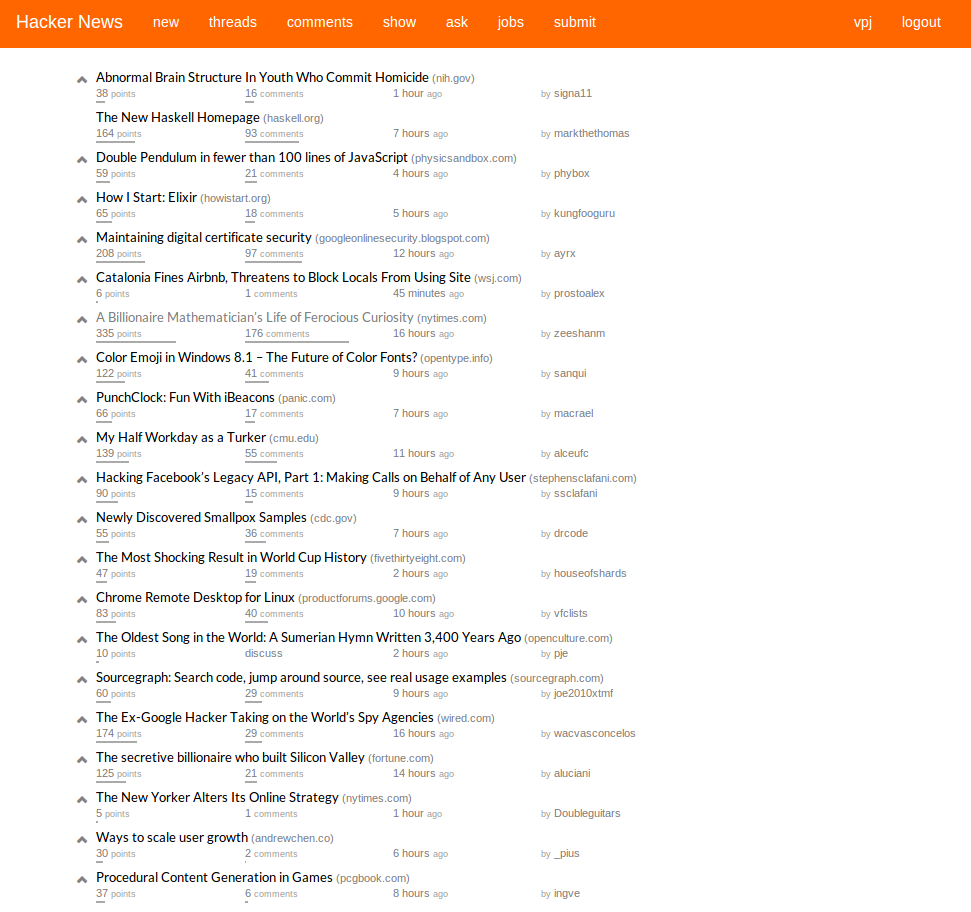 Hacker News new threads comments show ask jobs submit vpj logout
Abnormal Brain Structure In Youth Who Commit Homicide (nih.gov)
38 points 16 comments 1 hour ago by signa11
The New Haskell Homepage (haskell.org)
164 points 93 comments 7 hours ago by markthethomas
Double Pendulum in fewer than 100 lines of JavaScript (physicsandbox.com)
59 points 21 comments 4 hours ago by phybox
How I Start: Elixir (howistart.org)
65 points 18 comments 5 hours ago by kungfooguru
Maintaining digital certificate security (googleonlinesecurity.blogspot.com)
208 points 97 comments 12 hours ago by ayrx
Catalonia Fines Airbnb, Threatens to Block Locals From Using Site (wsj.com)
6 points 1 comments 45 minutes ago by prostoalex
A Billionaire Mathematician’s Life of Ferocious Curiosity (nytimes.com)
335 points 176 comments 16 hours ago by zeeshanm
Color Emoji in Windows 8.1 – The Future of Color Fonts? (opentype.info)
122 points 41 comments 9 hours ago by sanqui
PunchClock: Fun With iBeacons (panic.com)
66 points 17 comments 7 hours ago by macrael
My Half Workday as a Turker (cmu.edu)
139 points 55 comments 11 hours ago by alceufc
Hacking Facebook’s Legacy API, Part 1: Making Calls on Behalf of Any User (stephensclafani.com)
90 points 15 comments 9 hours ago by ssclafani
Newly Discovered Smallpox Samples (cdc.gov)
55 points 36 comments 7 hours ago by drcode
The Most Shocking Result in World Cup History (fivethirtyeight.com)
47 points 19 comments 2 hours ago by houseofshards
Chrome Remote Desktop for Linux (productforums.google.com)
83 points 40 comments 10 hours ago by vfclists
The Oldest Song in the World: A Sumerian Hymn Written 3,400 Years Ago (openculture.com)
10 points discuss 2 hours ago by pje
Sourcegraph: Search code, jump around source, see real usage examples (sourcegraph.com)
60 points 29 comments 9 hours ago by joe2010xtmf
The Ex-Google Hacker Taking on the World’s Spy Agencies (wired.com)
174 points 29 comments 16 hours ago by wacvasconcelos
The secretive billionaire who built Silicon Valley (fortune.com)
125 points 21 comments 14 hours ago by aluciani
The New Yorker Alters Its Online Strategy (nytimes.com)
5 points 1 comments 1 hour ago by Doubleguitars
Ways to scale user growth (andrewchen.co)
30 points 2 comments 6 hours ago by _pius
Procedural Content Generation in Games (pcgbook.com)
37 points 6 comments 8 hours ago by ingve